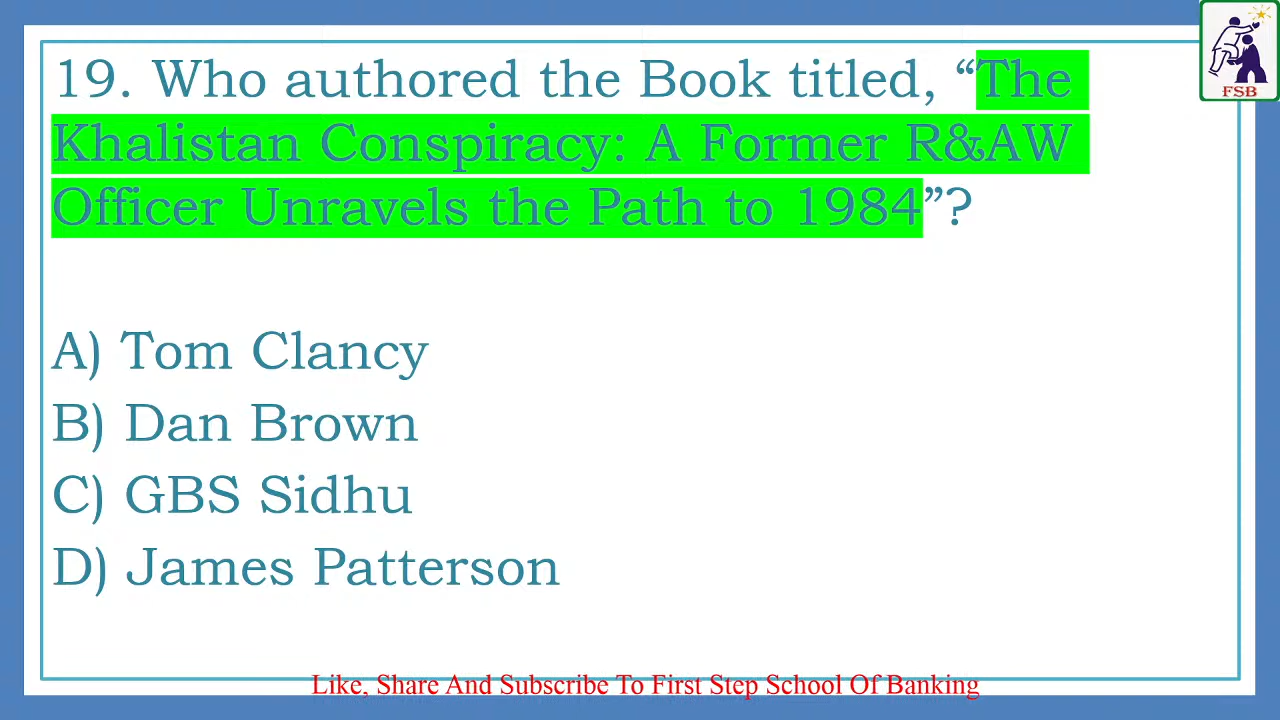 19. Who authored the Book titled, “The
Khalistan Conspiracy: A Former R&AW
Officer Unravels the Path to 1984”?
A) Tom Clancy
B) Dan Brown
C) GBS Sidhu
D) James Patterson
Like, Share And Subscribe To First Step School Of Banking
FSB